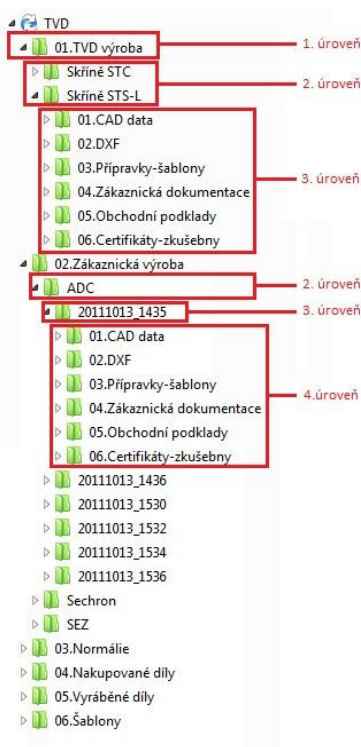 TVD
01.TVD výroba 1. úroveň
Skříně STC
2. úroveň
Skříně STS-L
01.CAD data
02.DXF
03.Přípravky-šablony
3. úroveň
04.Zákaznická dokumentace
05.Obchodní podklady
06.Certifikáty-zkušebny
02.Zákaznická výroba
ADC 2. úroveň
20111013_1435 3. úroveň
01.CAD data
02.DXF
03.Přípravky-šablony
4.úroveň
04.Zákaznická dokumentace
05.Obchodní podklady
06.Certifikáty-zkušebny
20111013_1436
20111013_1530
20111013_1532
20111013_1534
20111013_1536
Sechron
SEZ
03.Normálie
04.Nakupované díly
05.Vyráběné díly
06.Šablony